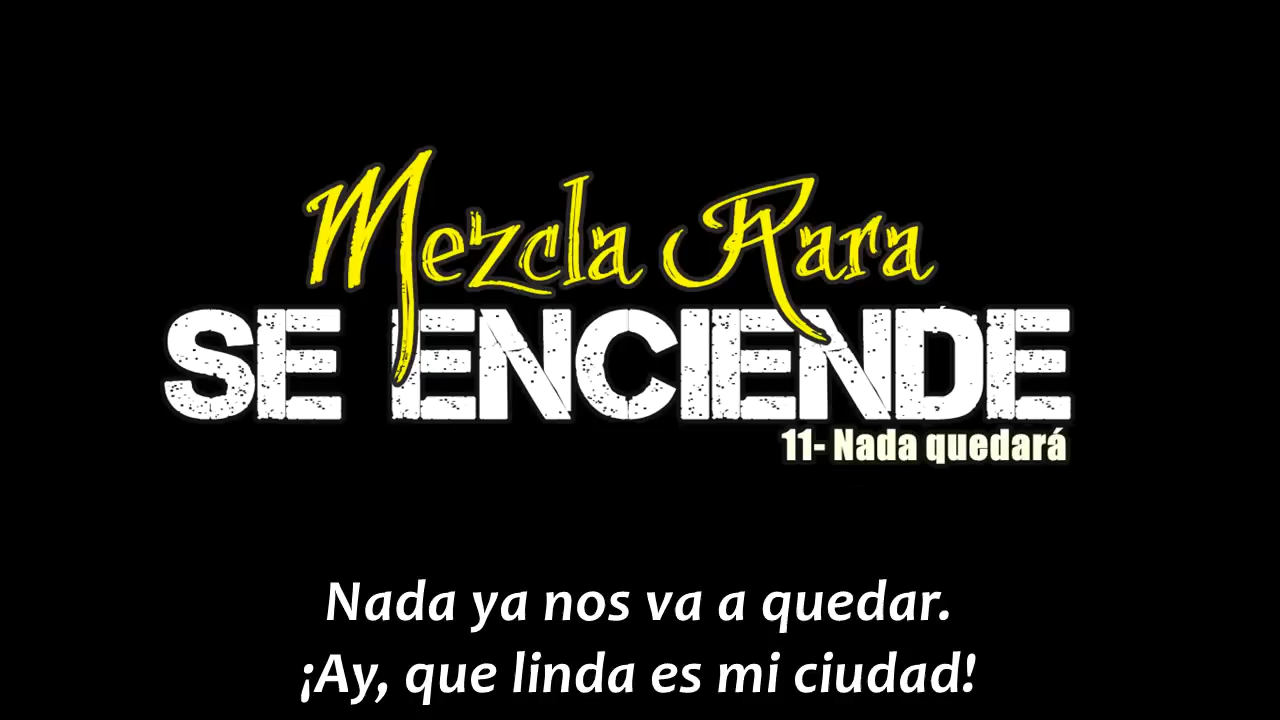 Mezcla Rara
SE ENCIENDE
11- Nada quedará
Nada ya nos va a quedar.
¡Ay, que linda es mi ciudad!